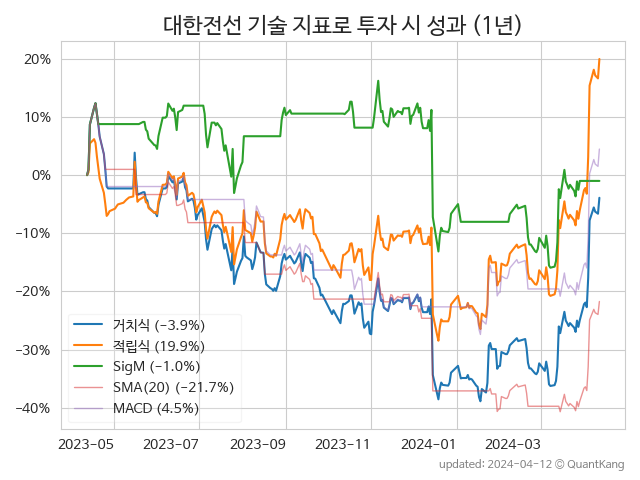 대한전선 기술 지표로 투자 시 성과 (1년)
20%
10%
0%
−10%
−20%
−30%
−40%
거치식 (−3.9%)
적립식 (19.9%)
SigM (−1.0%)
SMA(20) (−21.7%)
MACD (4.5%)
2023-05 2023-07 2023-09 2023-11 2024-01 2024-03
updated: 2024-04-12 © QuantKang